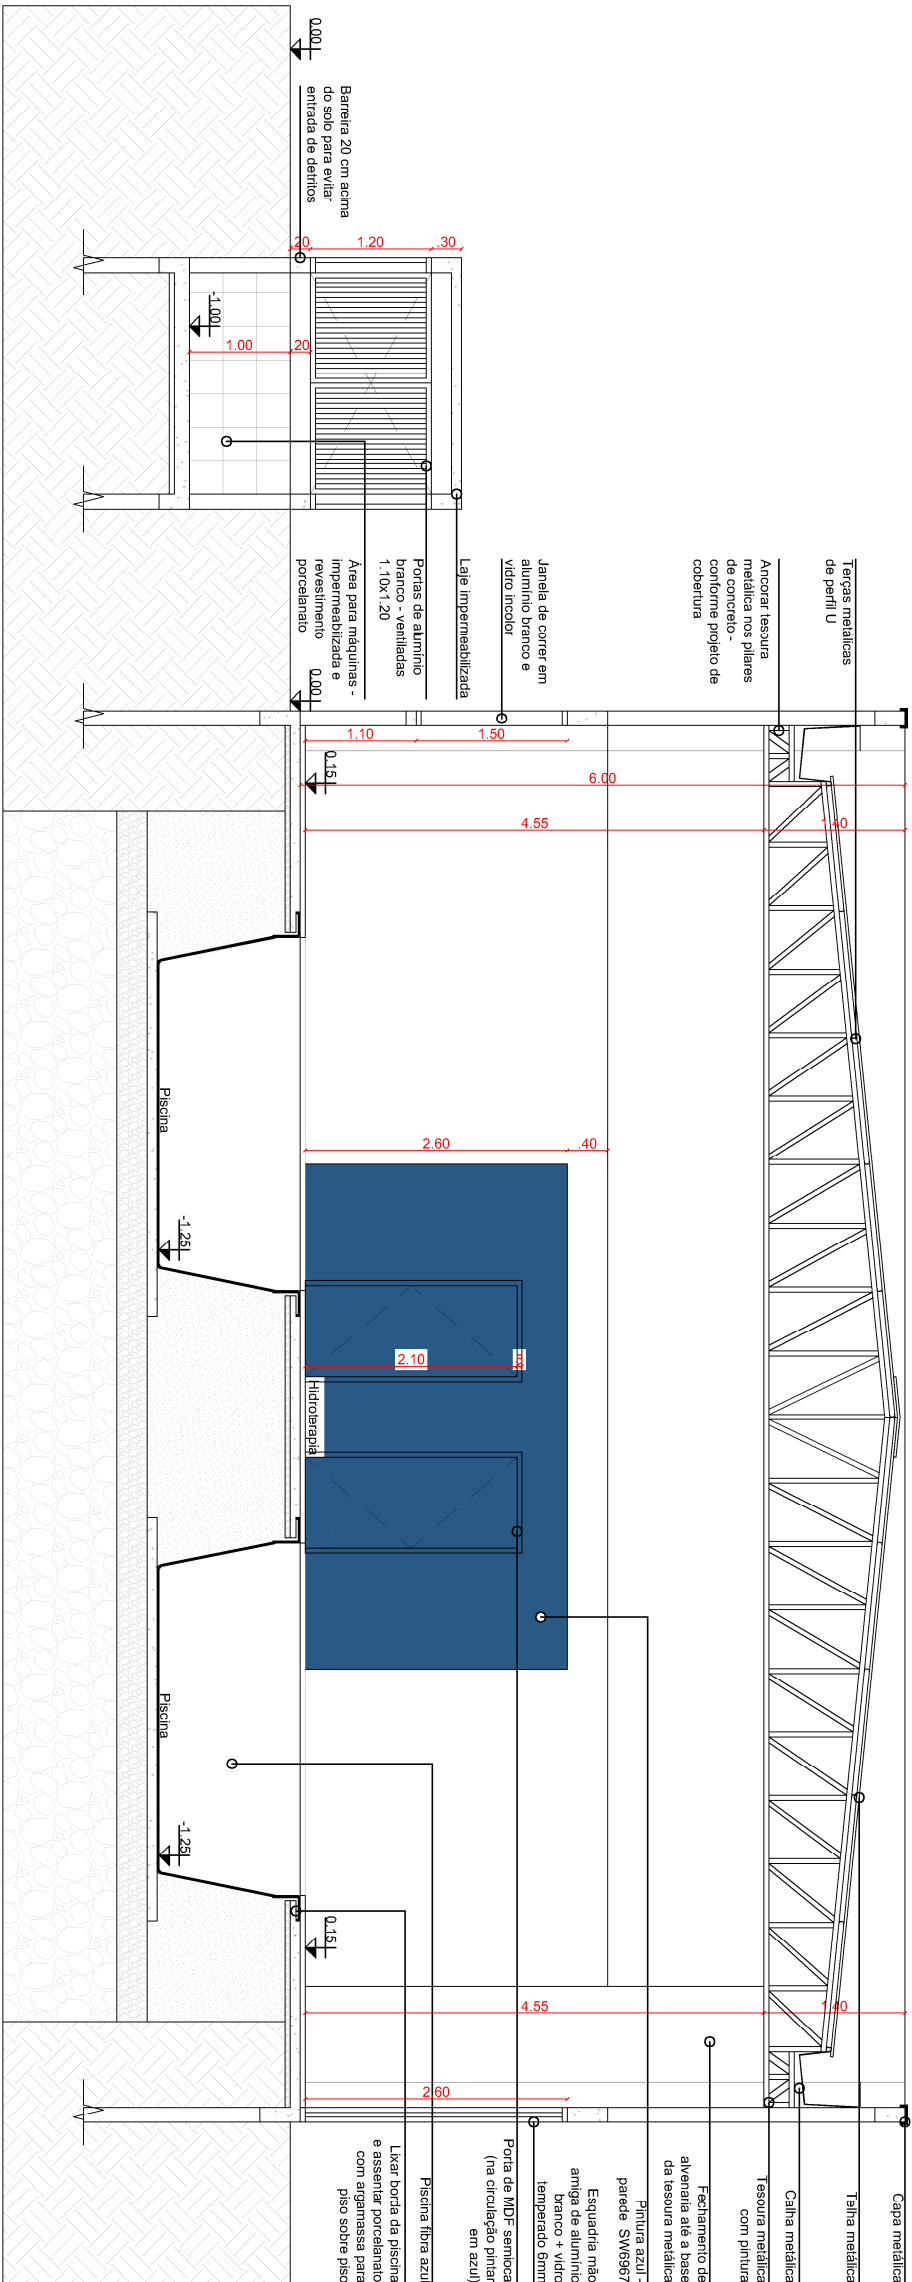 Capa metálica
Telha metálica
Calha metálica
Tesoura metálica
com pintura
Fechamento de
alvenaria até a base
da tesoura metálica
Pintura azul -
parede SW6967
Esquadria mão
amiga de alumínio
branco + vidro
temperado 6mm
Porta de MDF semioca
(na circulação pintar
em azul)
Piscina fibra azul
Lixar borda da piscina
e assentar porcelanato
com argamassa para
piso sobre piso
Terças metálicas
de perfil U
Ancorar tesoura
metálica nos pilares
de concreto -
conforme projeto de
cobertura
Janela de correr em
alumínio branco e
vidro incolor
Laje impermeabilizada
Portas de alumínio
branco - ventiladas
1.10x1.20
Área para máquinas -
impermeabilizada e
revestimento
porcelanato
Barreira 20 cm acima
do solo para evitar
entrada de detritos
0.00
.30
1.20
.20
-1.00
1.00
.20
0.00
1.10
1.50
0.15
6.00
4.55
1.40
2.60
.40
2.10
Hidroterapia
Piscina
-1.25
Piscina
-1.25
0.15
4.55
1.40
2.60